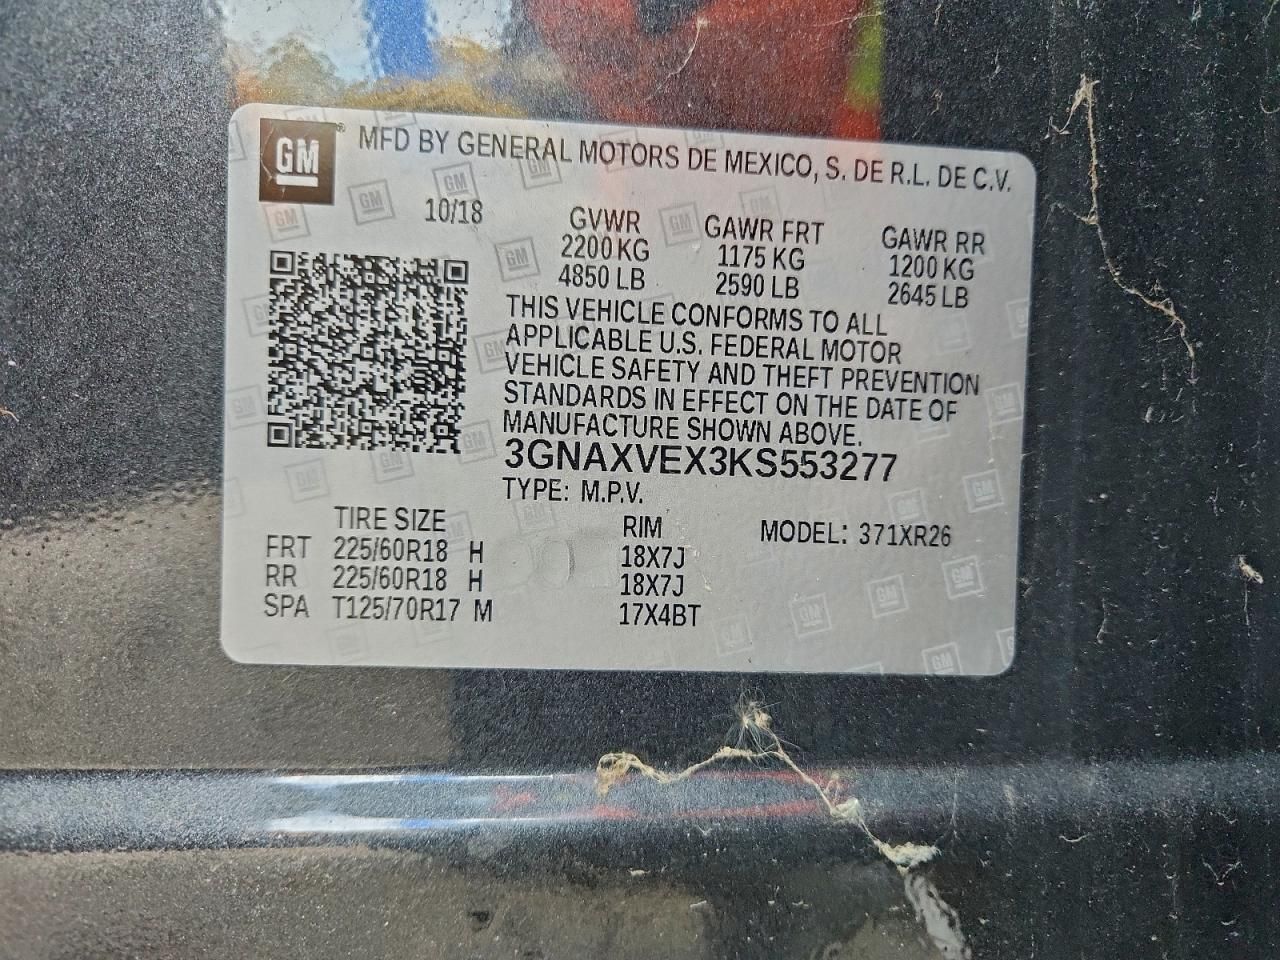 GM® MFD BY GENERAL MOTORS DE MEXICO, S. DE R.L. DE C.V.
10/18
GVWR GAWR FRT GAWR RR
2200 KG 1175 KG 1200 KG
4850 LB 2590 LB 2645 LB
THIS VEHICLE CONFORMS TO ALL
APPLICABLE U.S. FEDERAL MOTOR
VEHICLE SAFETY AND THEFT PREVENTION
STANDARDS IN EFFECT ON THE DATE OF
MANUFACTURE SHOWN ABOVE.
3GNAXVEX3KS553277
TYPE: M.P.V.
TIRE SIZE RIM MODEL: 371XR26
FRT 225/60R18 H 18X7J
RR 225/60R18 H 18X7J
SPA T125/70R17 M 17X4BT